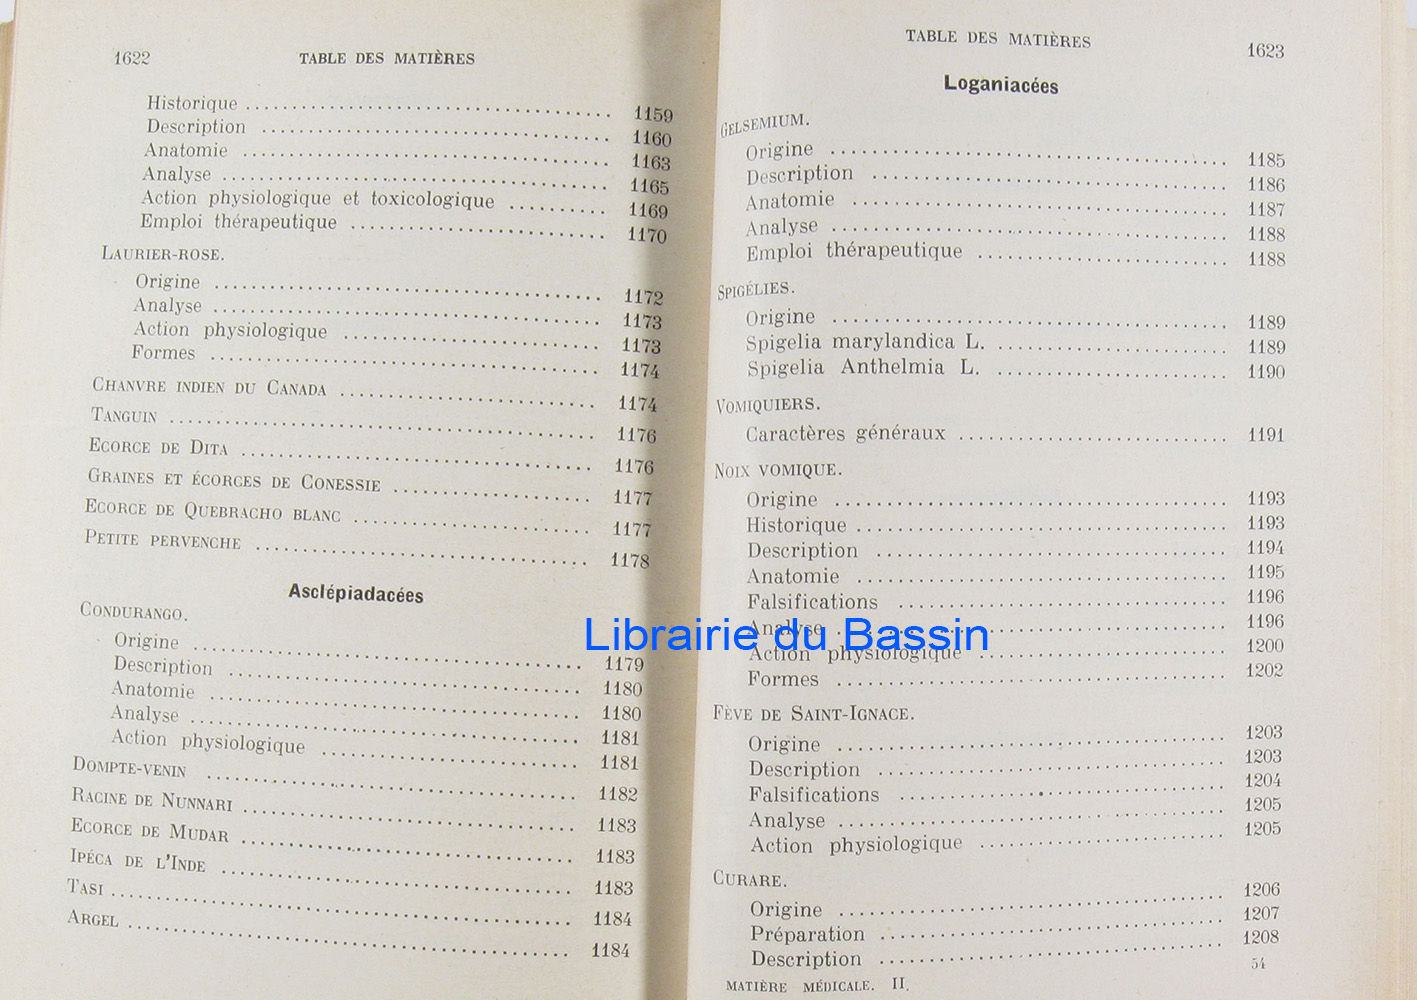 1622 TABLE DES MATIÈRES
Historique 1159
Description 1160
Anatomie 1163
Analyse 1165
Action physiologique et toxicologique 1169
Emploi thérapeutique 1170
LAURIER-ROSE.
Origine 1172
Analyse 1173
Action physiologique 1173
Formes 1174
CHANVRE INDIEN DU CANADA 1174
TANGUIN 1176
ECORCE DE DITA 1176
GRAINES ET ÉCORCES DE CONESSIE 1177
ECORCE DE QUEBRACHO BLANC 1177
PETITE PERVENCHE 1178
Asclépiadacées
CONDURANGO.
Origine 1179
Description 1180
Anatomie 1180
Analyse 1181
Action physiologique 1181
DOMPTE-VENIN 1182
RACINE DE NUNNARI 1183
ECORCE DE MUDAR 1183
IPÉCA DE L'INDE 1183
TASI 1184
ARGEL 1184
TABLE DES MATIÈRES 1623
Loganiacées
GELSEMIUM.
Origine 1185
Description 1186
Anatomie 1187
Analyse 1188
Emploi thérapeutique 1188
SPIGÉLIES.
Origine 1189
Spigelia marylandica L. 1189
Spigelia Anthelmia L. 1190
VOMIQUIERS.
Caractères généraux 1191
NOIX VOMIQUE.
Origine 1193
Historique 1193
Description 1194
Anatomie 1195
Falsifications 1196
Analyse 1196
Librairie du Bassin
Action physiologique 1200
Formes 1202
FÈVE DE SAINT-IGNACE.
Origine 1203
Description 1203
Falsifications 1204
Analyse 1205
Action physiologique 1205
CURARE.
Origine 1206
Préparation 1207
Description 1208
MATIÈRE MÉDICALE. II. 54